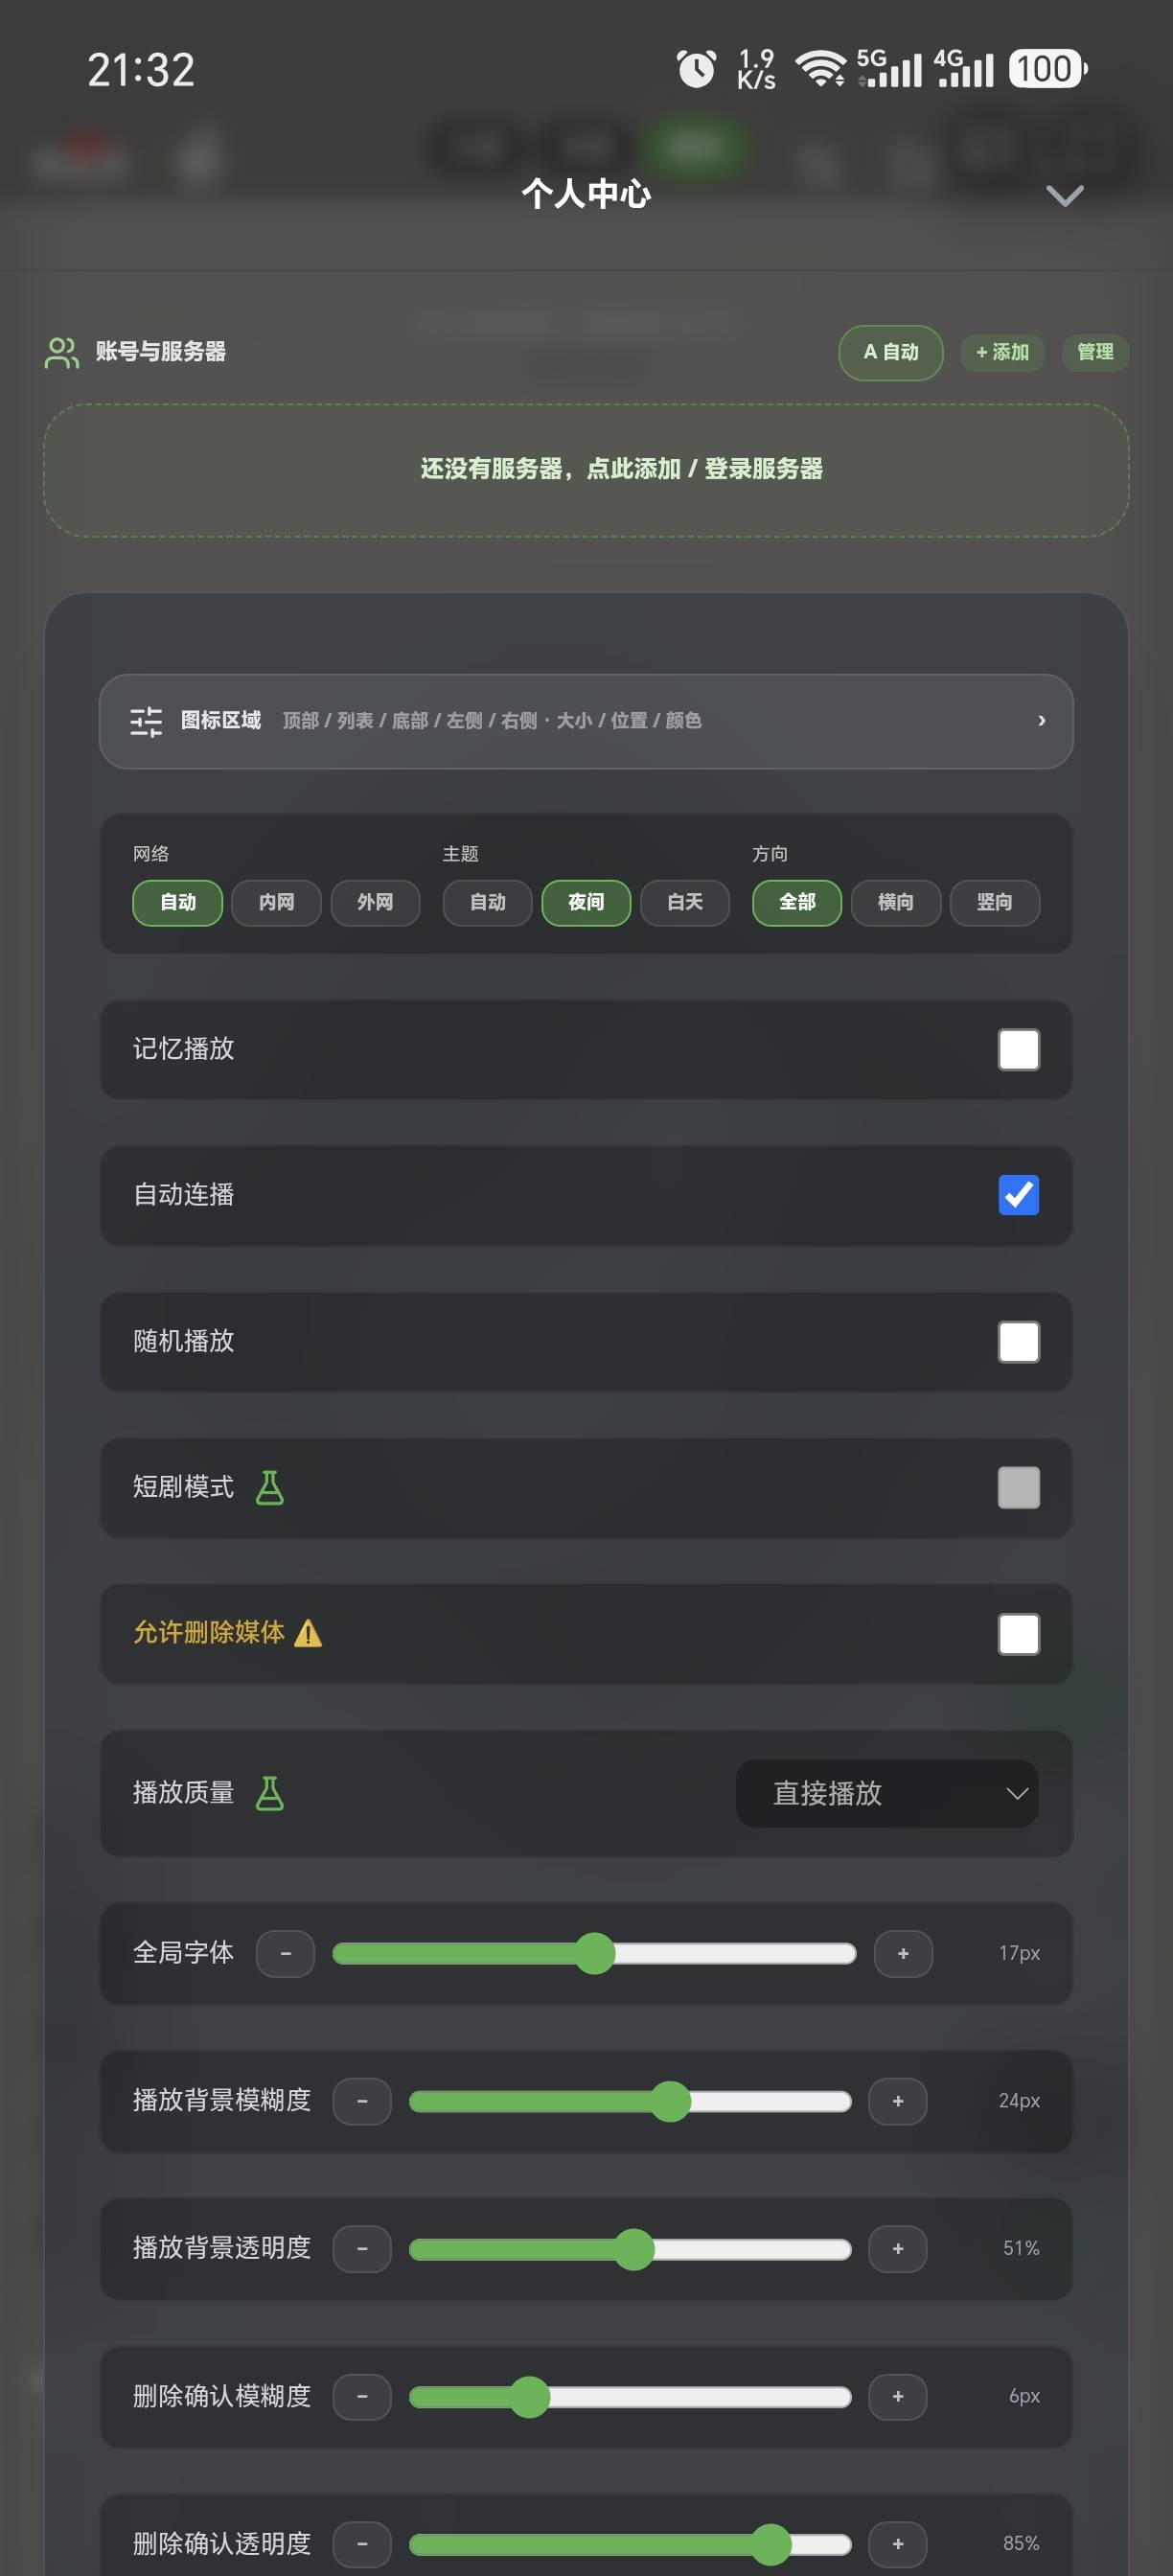 21:32 1.9 K/s 5G 4G 100
个人中心
账号与服务器 A 自动 + 添加 管理
还没有服务器，点此添加 / 登录服务器
图标区域 顶部 / 列表 / 底部 / 左侧 / 右侧 · 大小 / 位置 / 颜色 ›
网络 主题 方向
自动 内网 外网 自动 夜间 白天 全部 横向 竖向
记忆播放
自动连播
随机播放
短剧模式
允许删除媒体 ⚠️
播放质量 直接播放
全局字体 - + 17px
播放背景模糊度 - + 24px
播放背景透明度 - + 51%
删除确认模糊度 - + 6px
删除确认透明度 - + 85%